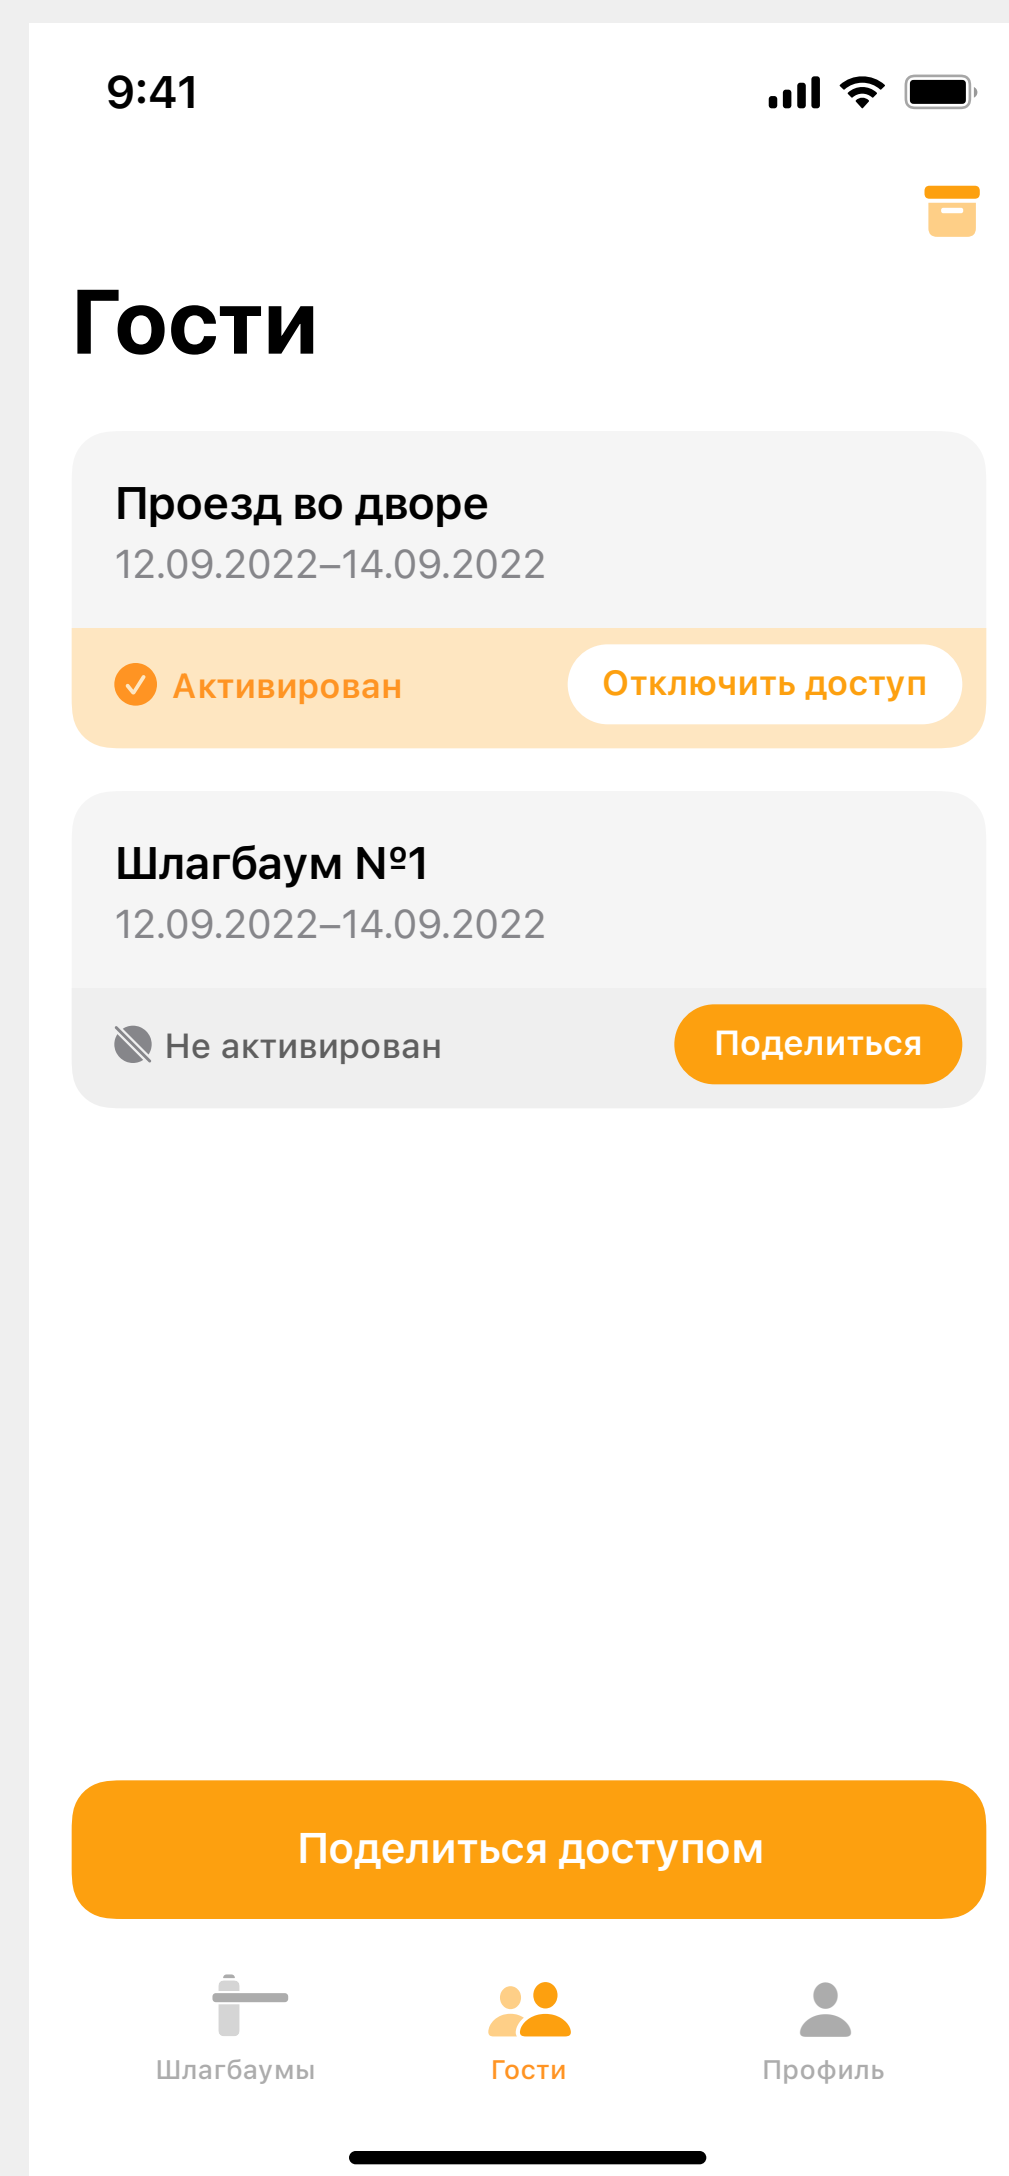 9:41
Гости
Проезд во дворе
12.09.2022–14.09.2022
Активирован
Отключить доступ
Шлагбаум №1
12.09.2022–14.09.2022
Не активирован
Поделиться
Поделиться доступом
Шлагбаумы
Гости
Профиль